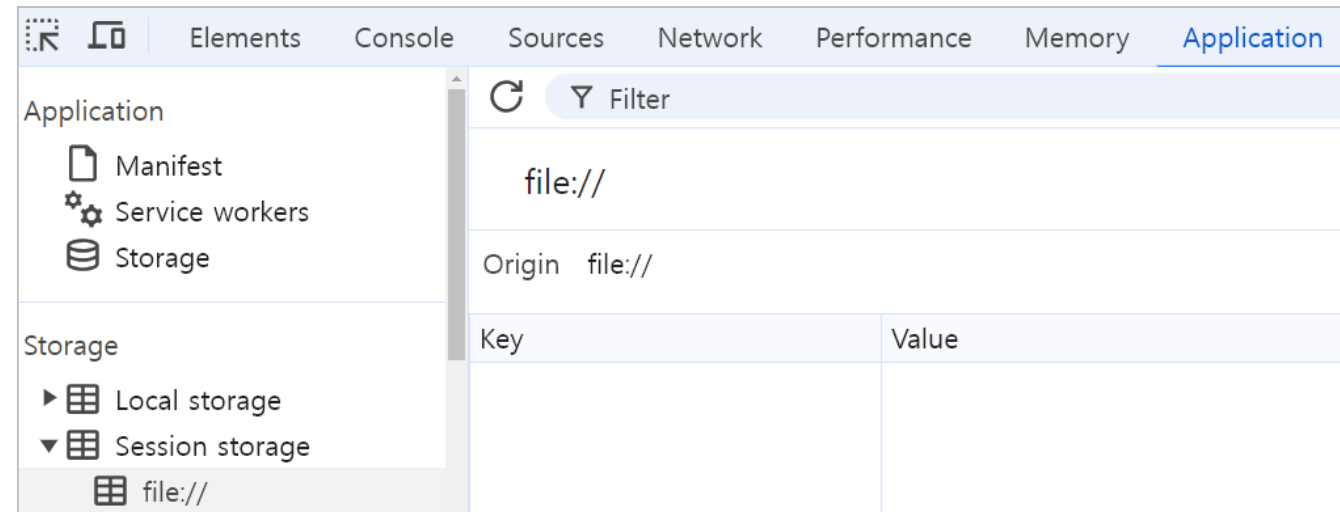 Elements Console Sources Network Performance Memory Application
Application
Manifest
Service workers
Storage
Storage
Local storage
Session storage
file://
Filter
file://
Origin file://
Key Value